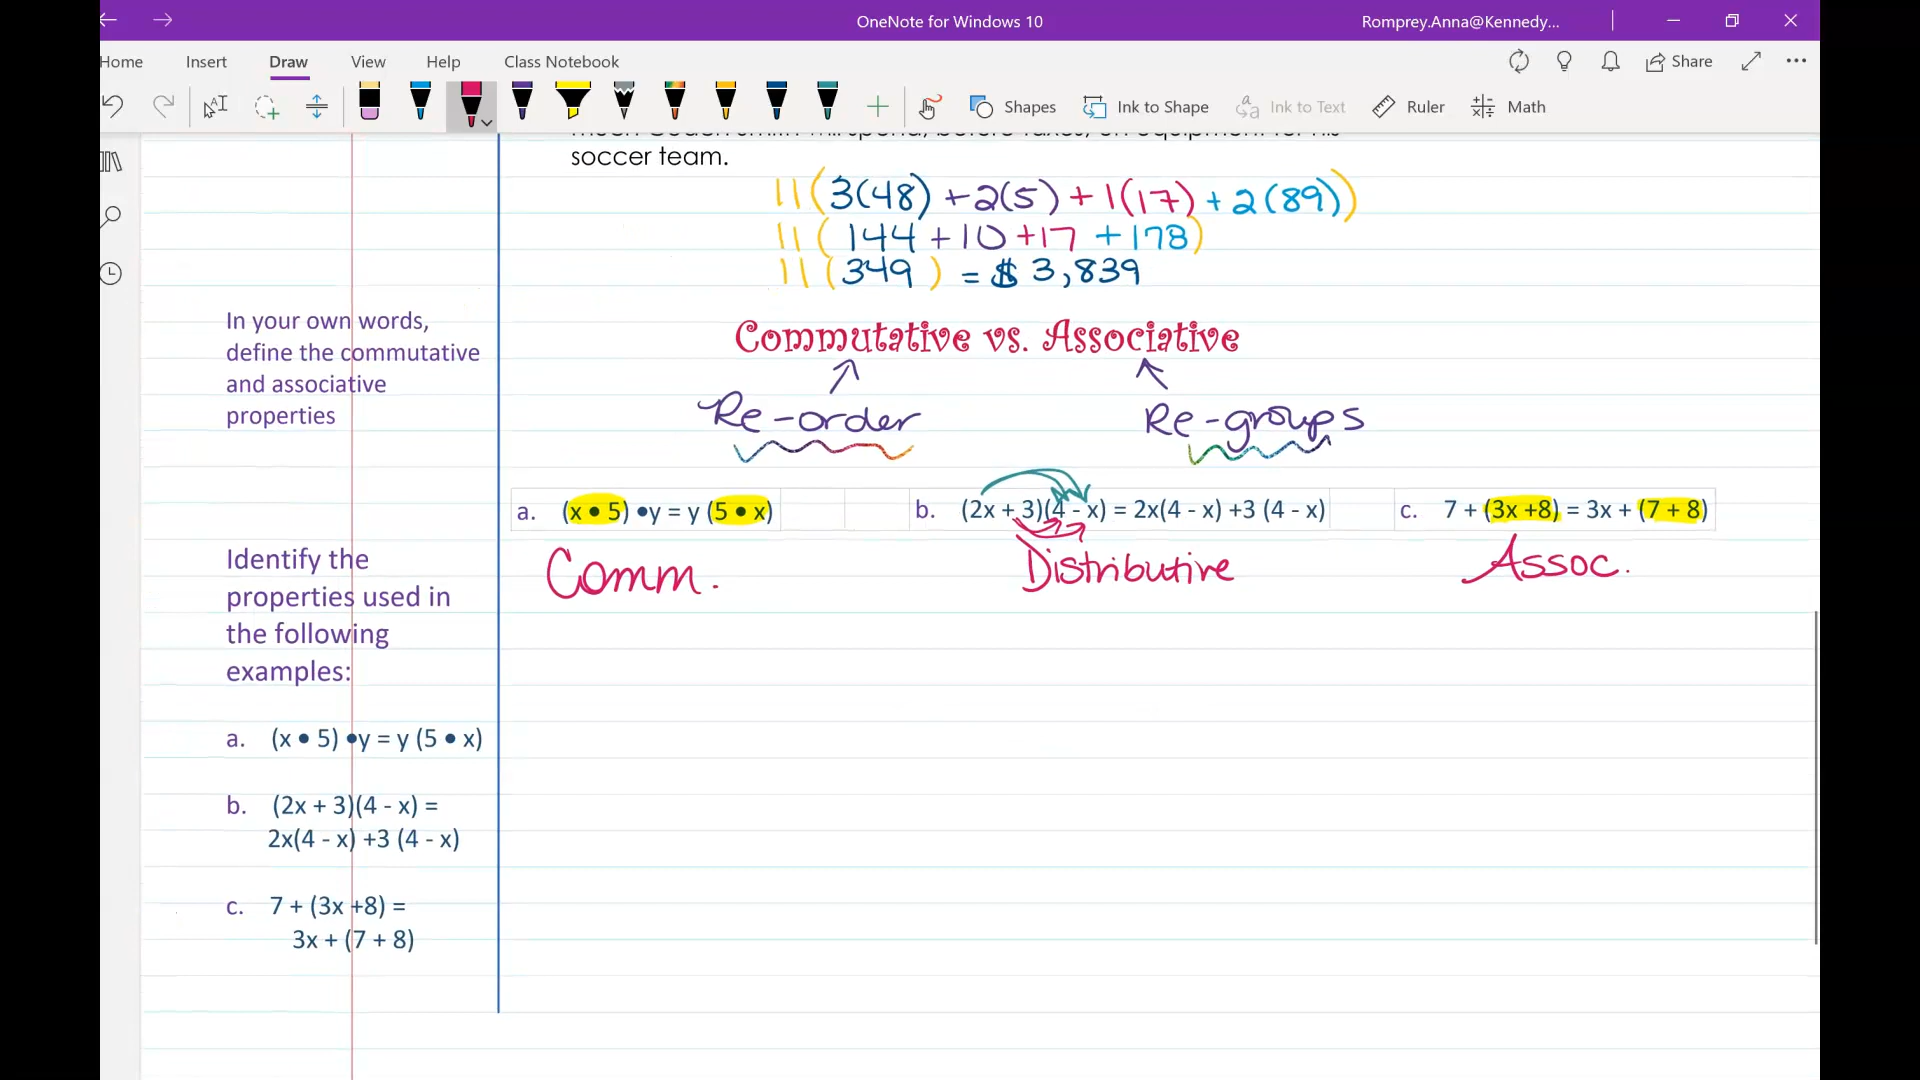 OneNote for Windows 10
Romprey.Anna@Kennedy...
Home Insert Draw View Help Class Notebook
Share
Shapes Ink to Shape Ink to Text Ruler Math
soccer team.
11(3(48) +2(5) +1(17) +2(89))
11( 144 +10 +17 +178)
11(349) = $ 3,839
Commutative vs. Associative
Re-order Re-groups
In your own words,
define the commutative
and associative
properties
a. (x • 5) •y = y (5 • x)
b. (2x + 3)(4 - x) = 2x(4 - x) +3 (4 - x)
c. 7 + (3x +8) = 3x + (7 + 8)
Comm. Distributive Assoc.
Identify the
properties used in
the following
examples:
a. (x • 5) •y = y (5 • x)
b. (2x + 3)(4 - x) =
2x(4 - x) +3 (4 - x)
c. 7 + (3x +8) =
3x + (7 + 8)